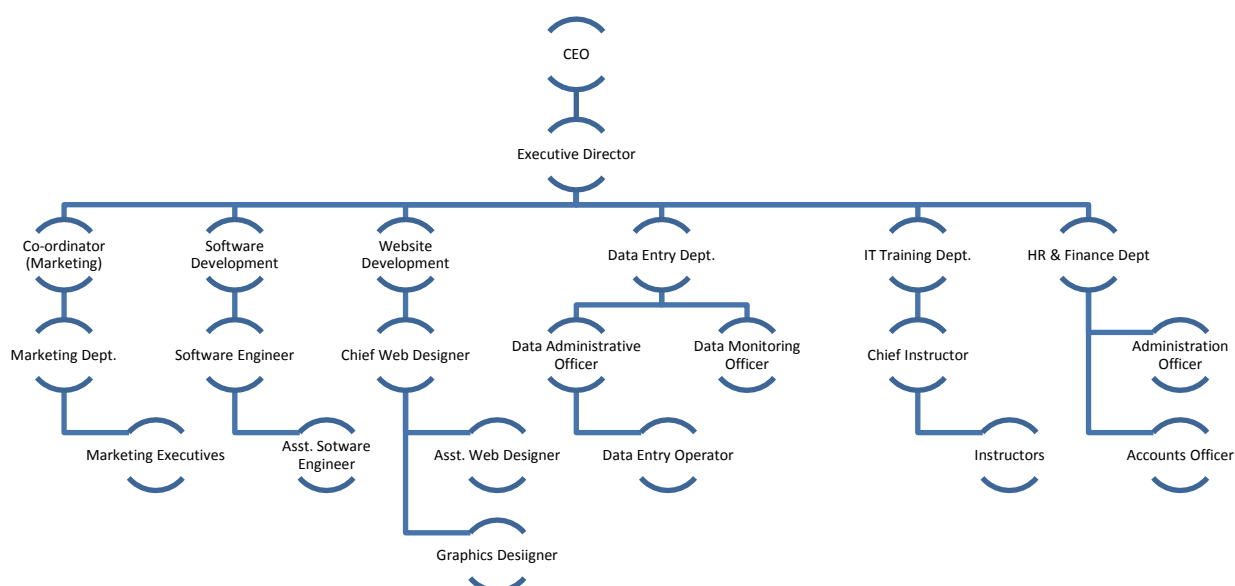 CEO
Executive Director
Co-ordinator
(Marketing)
Software
Development
Website
Development
Data Entry Dept.
IT Training Dept.
HR & Finance Dept
Marketing Dept.
Software Engineer
Chief Web Designer
Data Administrative
Officer
Data Monitoring
Officer
Chief Instructor
Administration
Officer
Marketing Executives
Asst. Sotware
Engineer
Asst. Web Designer
Data Entry Operator
Instructors
Accounts Officer
Graphics Desiigner